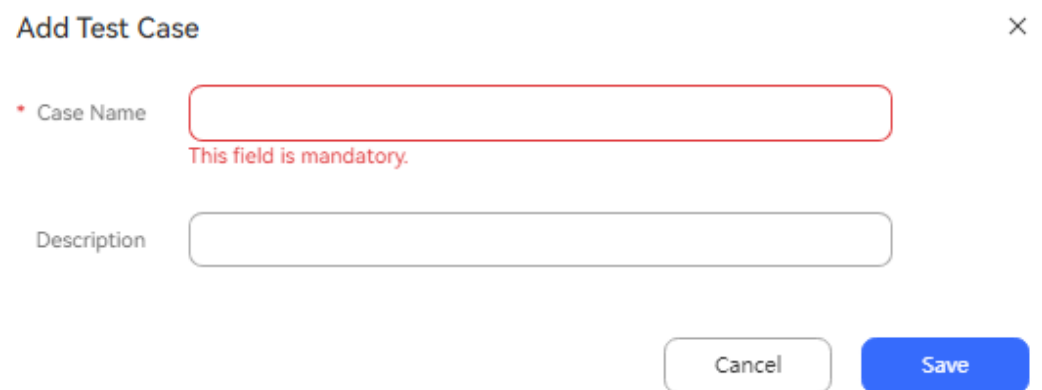 Add Test Case
* Case Name
This field is mandatory.
Description
Cancel Save